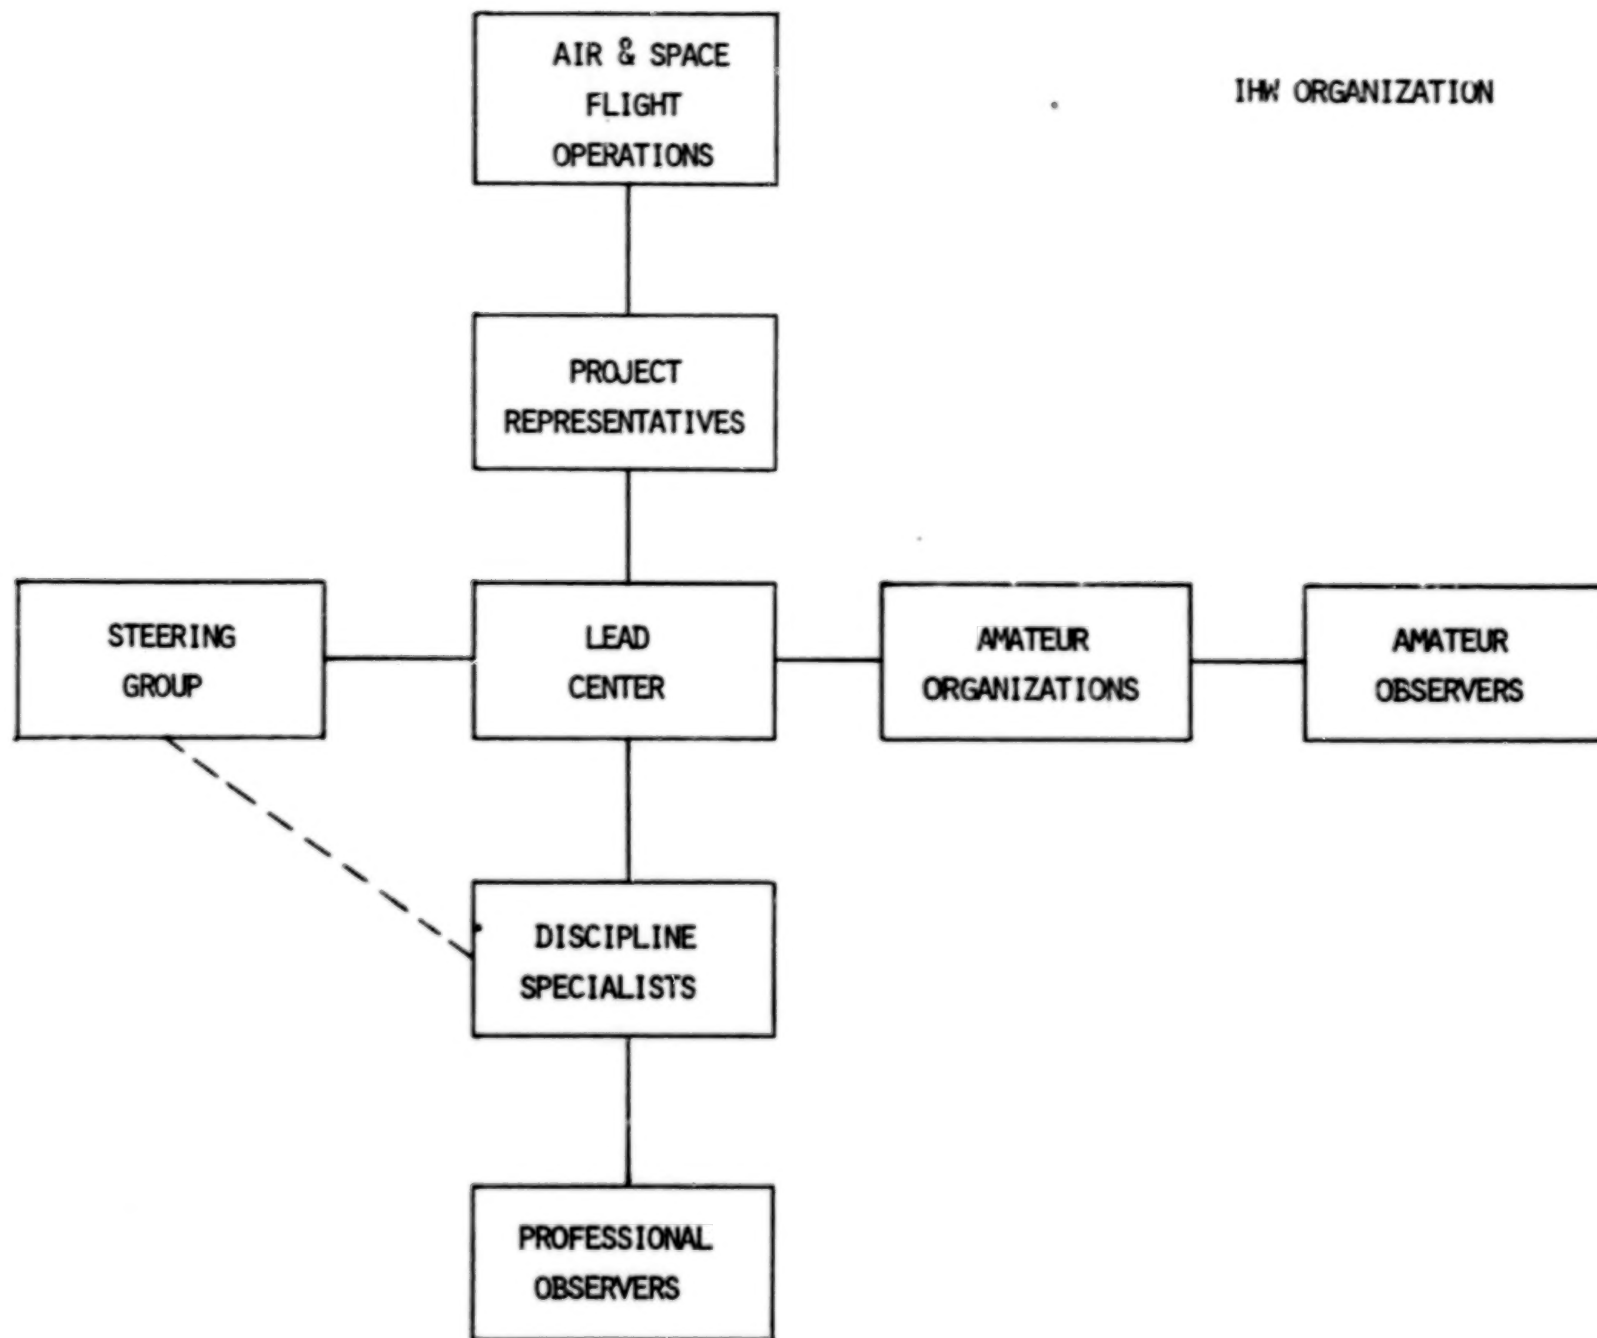 IHW ORGANIZATION
AIR & SPACE
FLIGHT
OPERATIONS
PROJECT
REPRESENTATIVES
STEERING
GROUP
LEAD
CENTER
AMATEUR
ORGANIZATIONS
AMATEUR
OBSERVERS
DISCIPLINE
SPECIALISTS
PROFESSIONAL
OBSERVERS